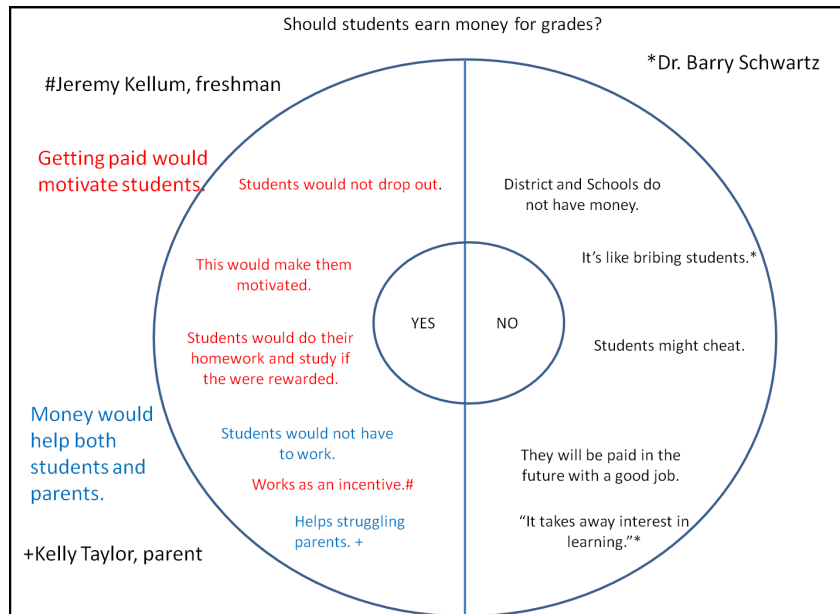 Should students earn money for grades?
#Jeremy Kellum, freshman
*Dr. Barry Schwartz
Getting paid would
motivate students.
Students would not drop out.
This would make them
motivated.
Students would do their
homework and study if
the were rewarded.
YES
NO
District and Schools do
not have money.
It’s like bribing students.*
Students might cheat.
Money would
help both
students and
parents.
Students would not have
to work.
Works as an incentive.#
Helps struggling
parents. +
They will be paid in the
future with a good job.
“It takes away interest in
learning.”*
+Kelly Taylor, parent